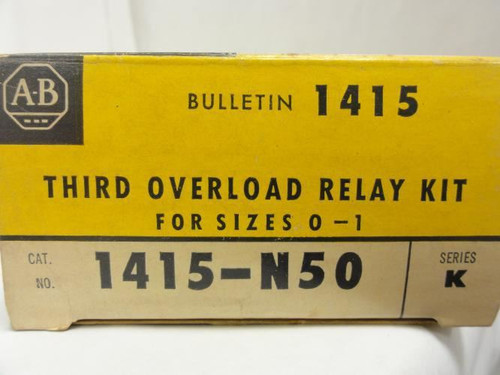 A-B
BULLETIN 1415
THIRD OVERLOAD RELAY KIT
FOR SIZES 0-1
CAT. NO. 1415-N50
SERIES K